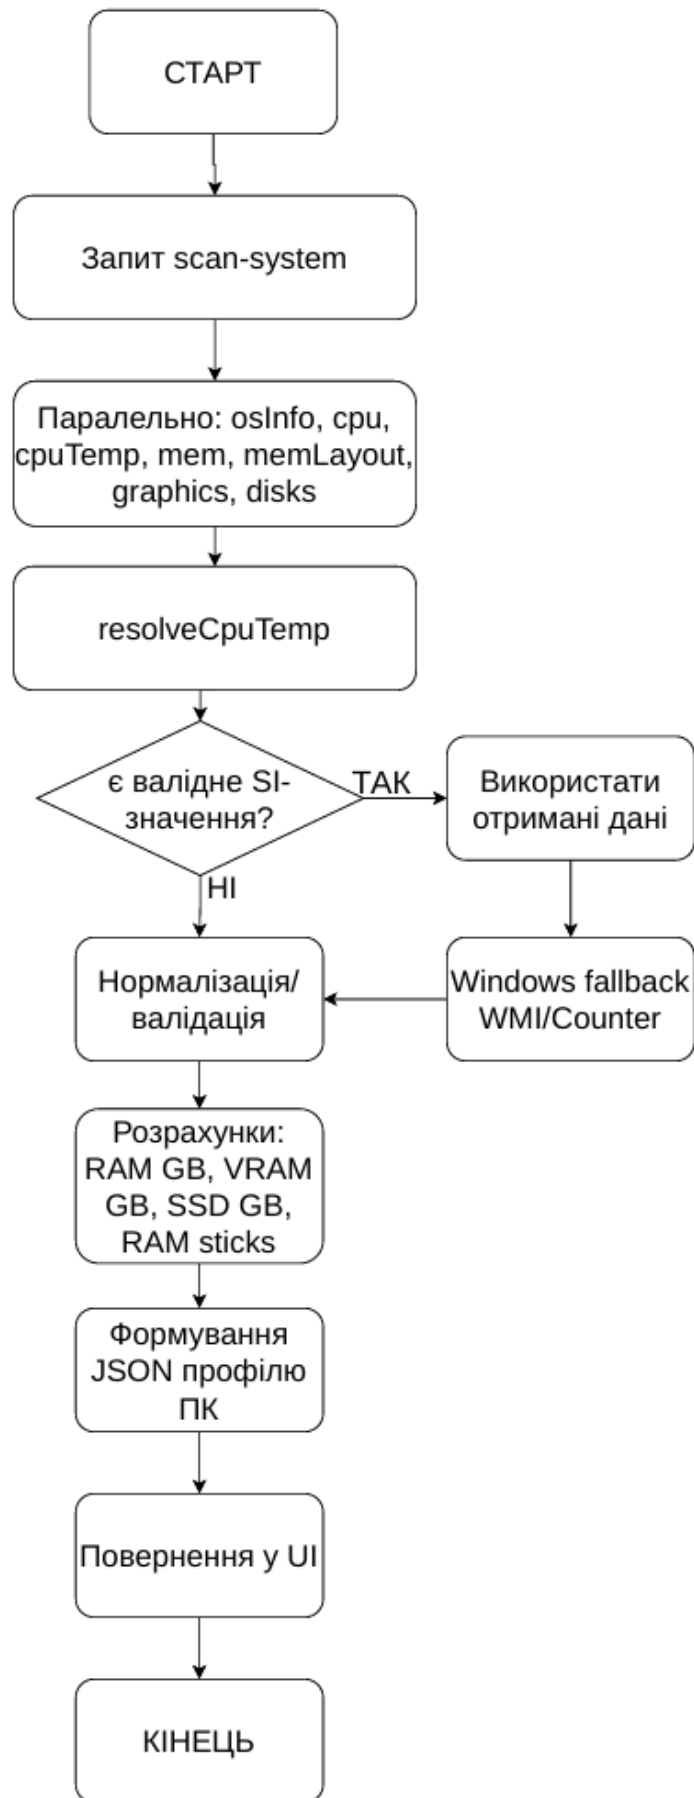 СТАРТ
Запит scan-system
Паралельно: osInfo, cpu,
cpuTemp, mem, memLayout,
graphics, disks
resolveCpuTemp
є валідне SI-
значення?
ТАК
Використати
отримані дані
НІ
Windows fallback
WMI/Counter
Нормалізація/
валідація
Розрахунки:
RAM GB, VRAM
GB, SSD GB,
RAM sticks
Формування
JSON профілю
ПК
Повернення у UI
КІНЕЦЬ